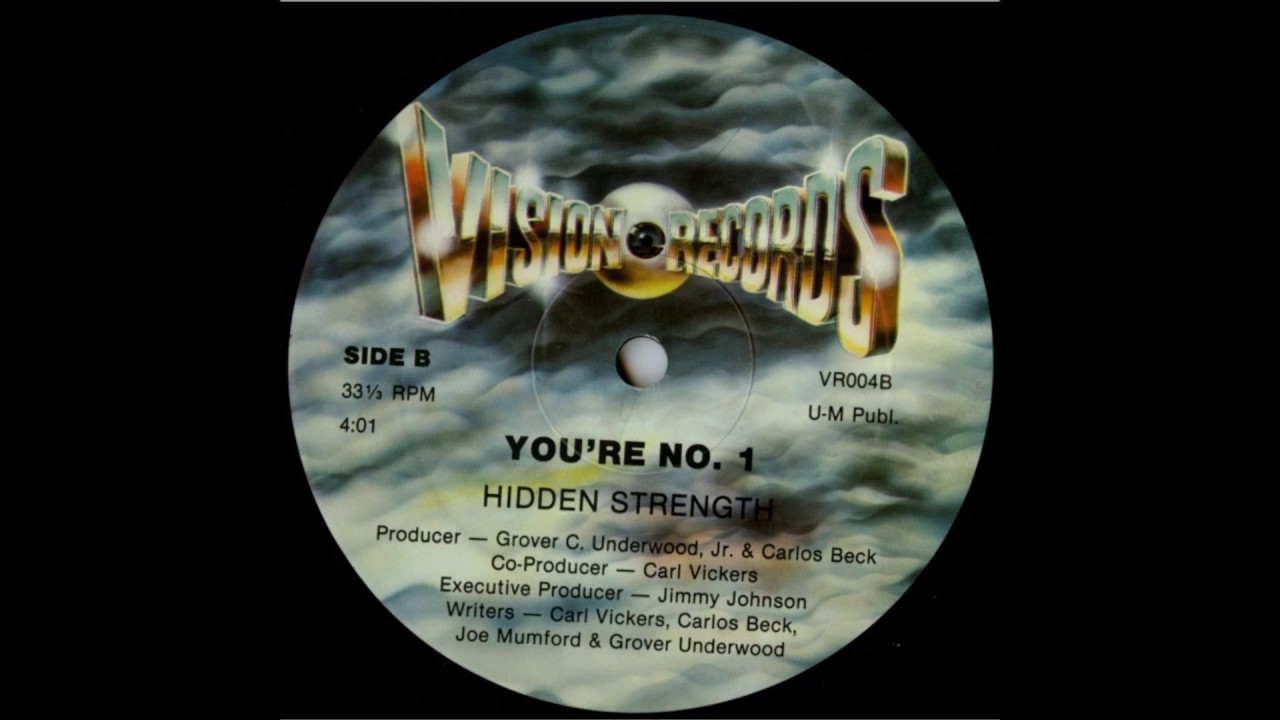 VISION RECORDS
SIDE B
33⅓ RPM
4:01
VR004B
U-M Publ.
YOU'RE NO. 1
HIDDEN STRENGTH
Producer — Grover C. Underwood, Jr. & Carlos Beck
Co-Producer — Carl Vickers
Executive Producer — Jimmy Johnson
Writers — Carl Vickers, Carlos Beck,
Joe Mumford & Grover Underwood